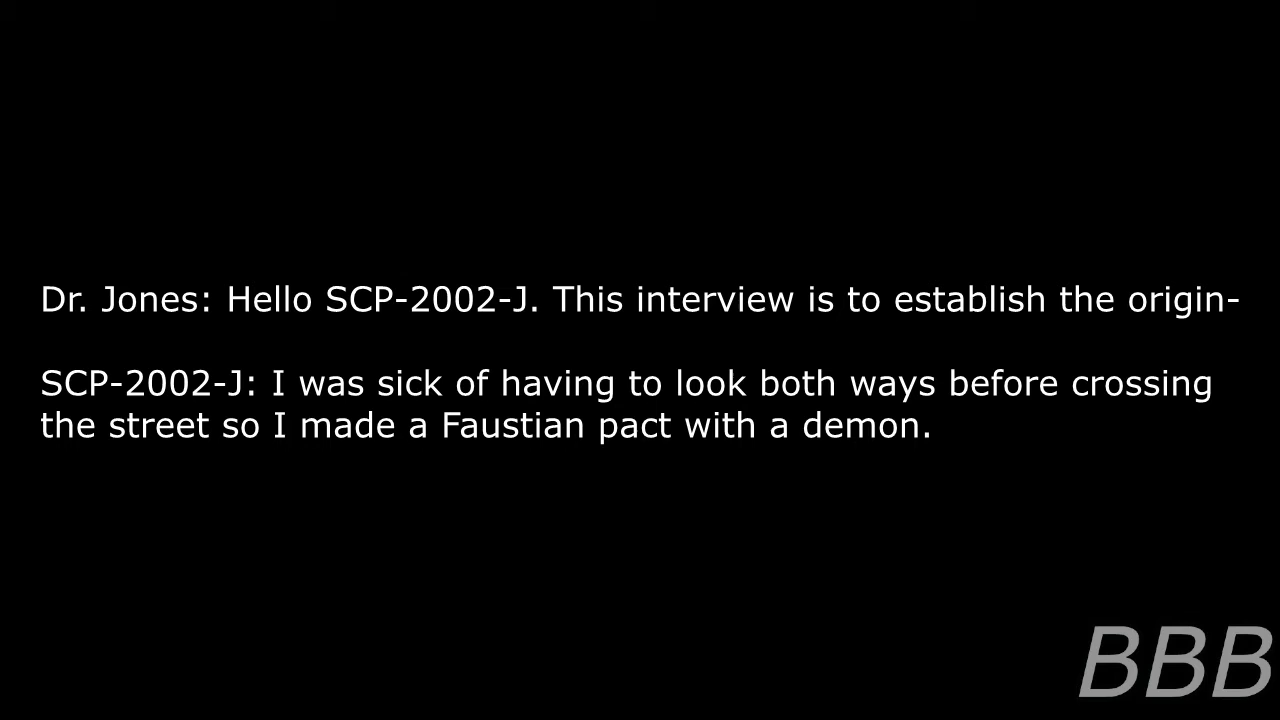 Dr. Jones: Hello SCP-2002-J. This interview is to establish the origin-
SCP-2002-J: I was sick of having to look both ways before crossing
the street so I made a Faustian pact with a demon.
BBB